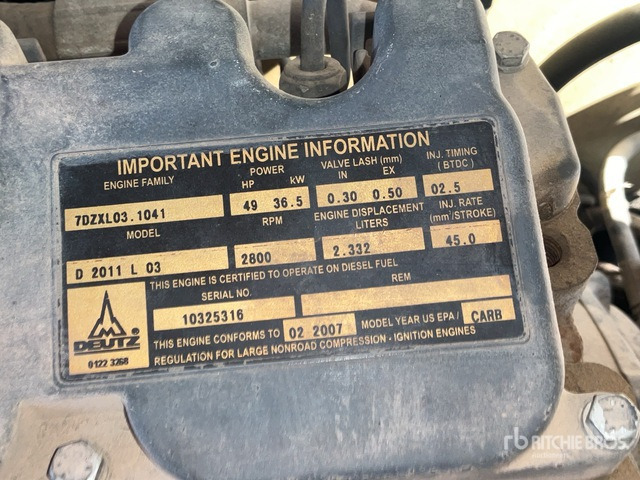 IMPORTANT ENGINE INFORMATION
ENGINE FAMILY
7DZXL03.1041
POWER
HP kW
49 36.5
VALVE LASH (mm)
IN EX
0.30 0.50
INJ. TIMING
(BTDC)
02.5
MODEL
D 2011 L 03
RPM
2800
ENGINE DISPLACEMENT
LITERS
2.332
INJ. RATE
(mm³/STROKE)
45.0
THIS ENGINE IS CERTIFIED TO OPERATE ON DIESEL FUEL
SERIAL NO.
10325316
REM
DEUTZ®
0122 3268
THIS ENGINE CONFORMS TO 02 2007 MODEL YEAR US EPA / CARB
REGULATION FOR LARGE NONROAD COMPRESSION - IGNITION ENGINES
rb RITCHIE BROS.